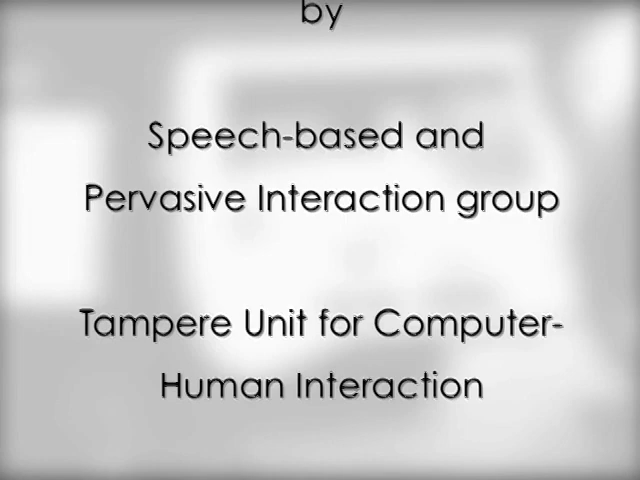 by
Speech-based and
Pervasive Interaction group
Tampere Unit for Computer-
Human Interaction